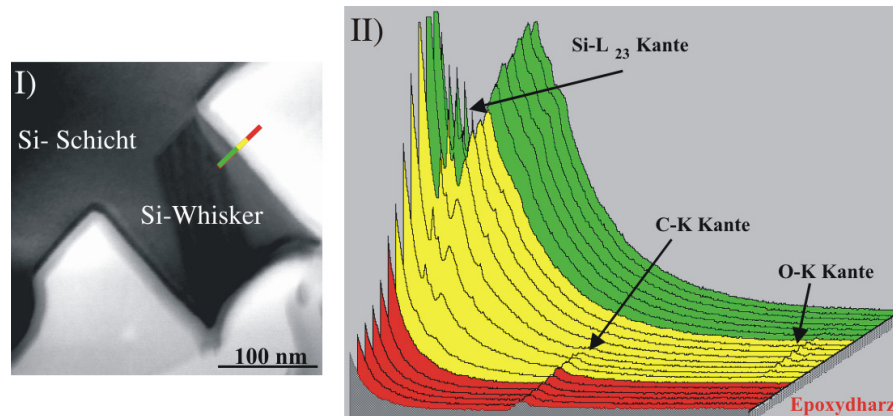 I)
Si- Schicht
Si-Whisker
100 nm
II)
Si-L 23 Kante
C-K Kante
O-K Kante
Epoxydharz